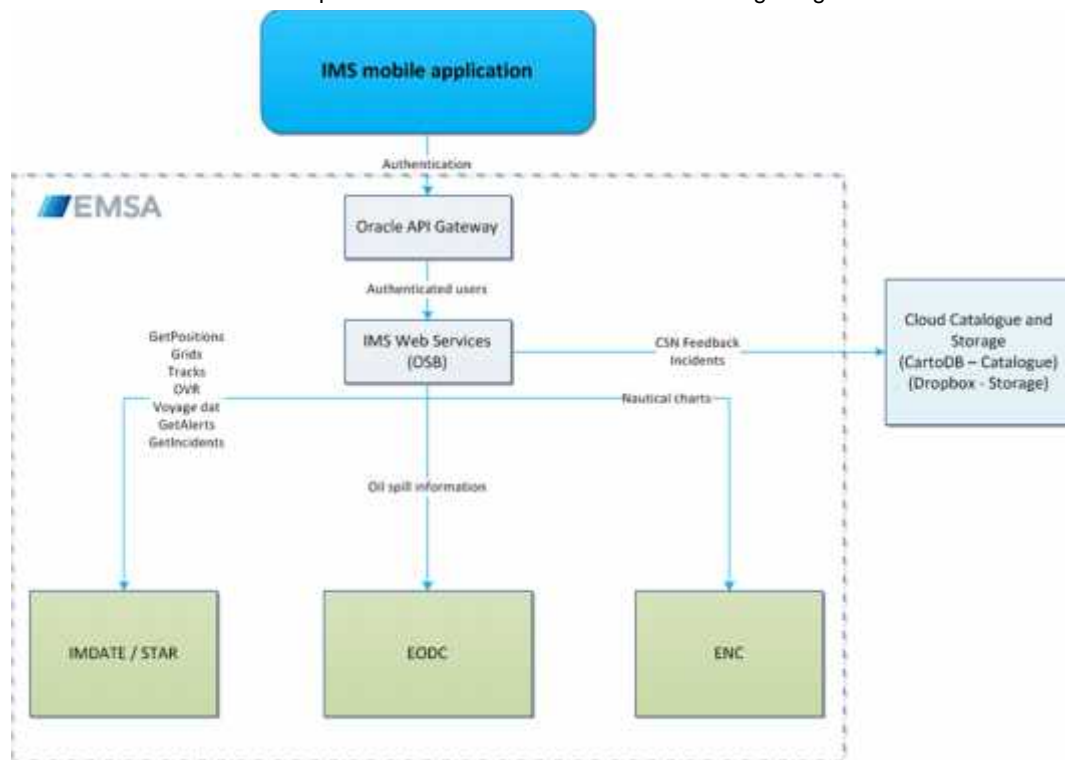 IMS mobile application
Authentication
EMSA
Oracle API Gateway
Authenticated users
IMS Web Services
(OSB)
CSN Feedback
Incidents
Cloud Catalogue and
Storage
(CartoDB – Catalogue)
(Dropbox - Storage)
GetPositions
Grids
Tracks
OVR
Voyage dat
GetAlerts
GetIncidents
Nautical charts
Oil spill information
IMDATE / STAR
EODC
ENC